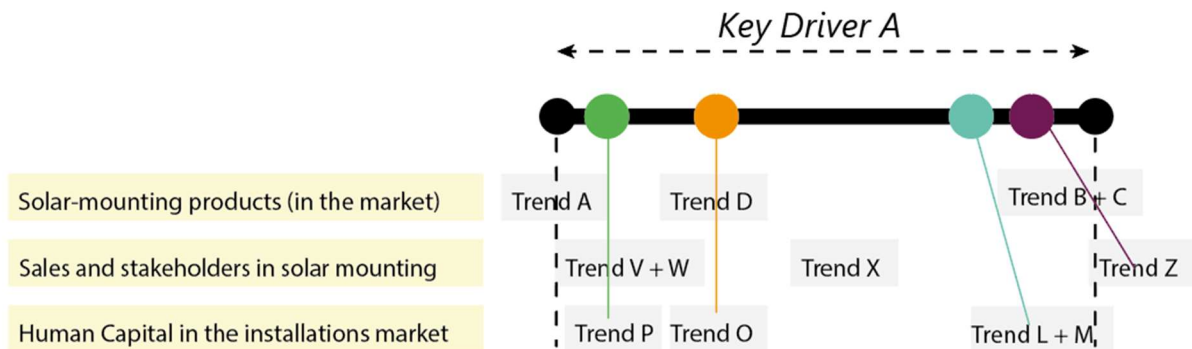 Key Driver A
Solar-mounting products (in the market) Trend A Trend D Trend B + C
Sales and stakeholders in solar mounting Trend V + W Trend X Trend Z
Human Capital in the installations market Trend P Trend O Trend L + M